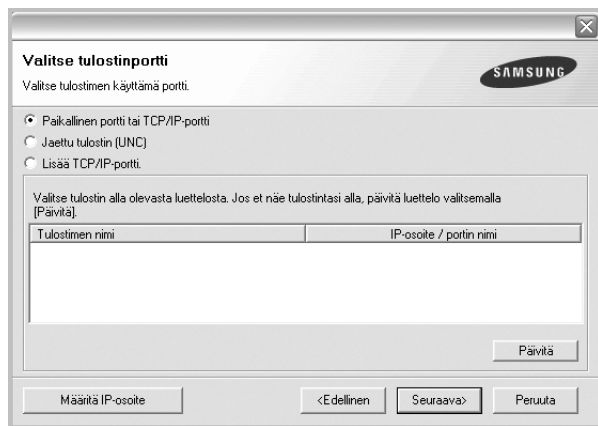 Valitse tulostinportti
Valitse tulostimen käyttämä portti.
SAMSUNG
Paikallinen portti tai TCP/IP-portti
Jaettu tulostin (UNC)
Lisää TCP/IP-portti.
Valitse tulostin alla olevasta luettelosta. Jos et näe tulostintasi alla, päivitä luettelo valitsemalla
[Päivitä].
Tulostimen nimi IP-osoite / portin nimi
Päivitä
Määritä IP-osoite <Edellinen Seuraava> Peruuta